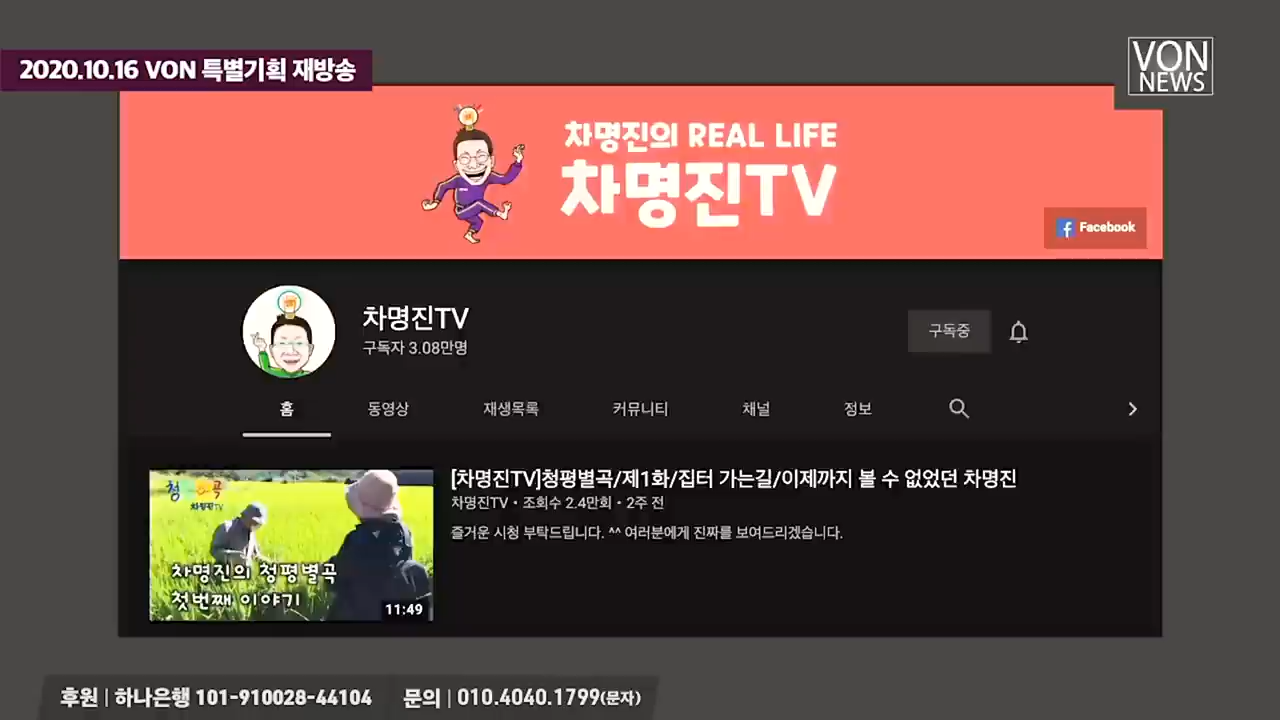 2020.10.16 VON 특별기획 재방송
VON
NEWS
차명진의 REAL LIFE
차명진TV
Facebook
차명진TV
구독자 3.08만명
구독중
홈 동영상 재생목록 커뮤니티 채널 정보
[차명진TV]청평별곡/제1화/집터 가는길/이제까지 볼 수 없었던 차명진
차명진TV • 조회수 2.4만회 • 2주 전
즐거운 시청 부탁드립니다. ^^ 여러분에게 진짜를 보여드리겠습니다.
차명진TV
차명진의 청평별곡
첫번째 이야기
11:49
후원 | 하나은행 101-910028-44104 문의 | 010.4040.1799(문자)